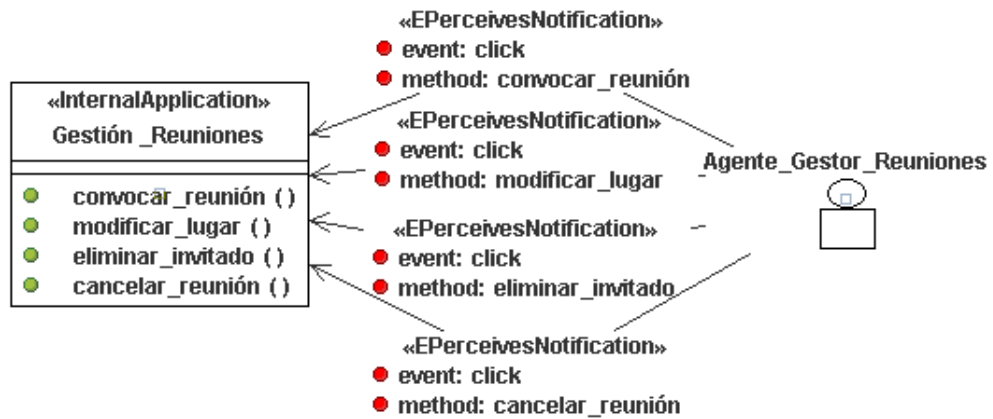 «EPerceivesNotification»
event: click
method: convocar_reunión
«InternalApplication»
Gestión _Reuniones
convocar_reunión ()
modificar_lugar ()
eliminar_invitado ()
cancelar_reunión ()
«EPerceivesNotification»
event: click
method: modificar_lugar
Agente_Gestor_Reuniones
«EPerceivesNotification»
event: click
method: eliminar_invitado
«EPerceivesNotification»
event: click
method: cancelar_reunión